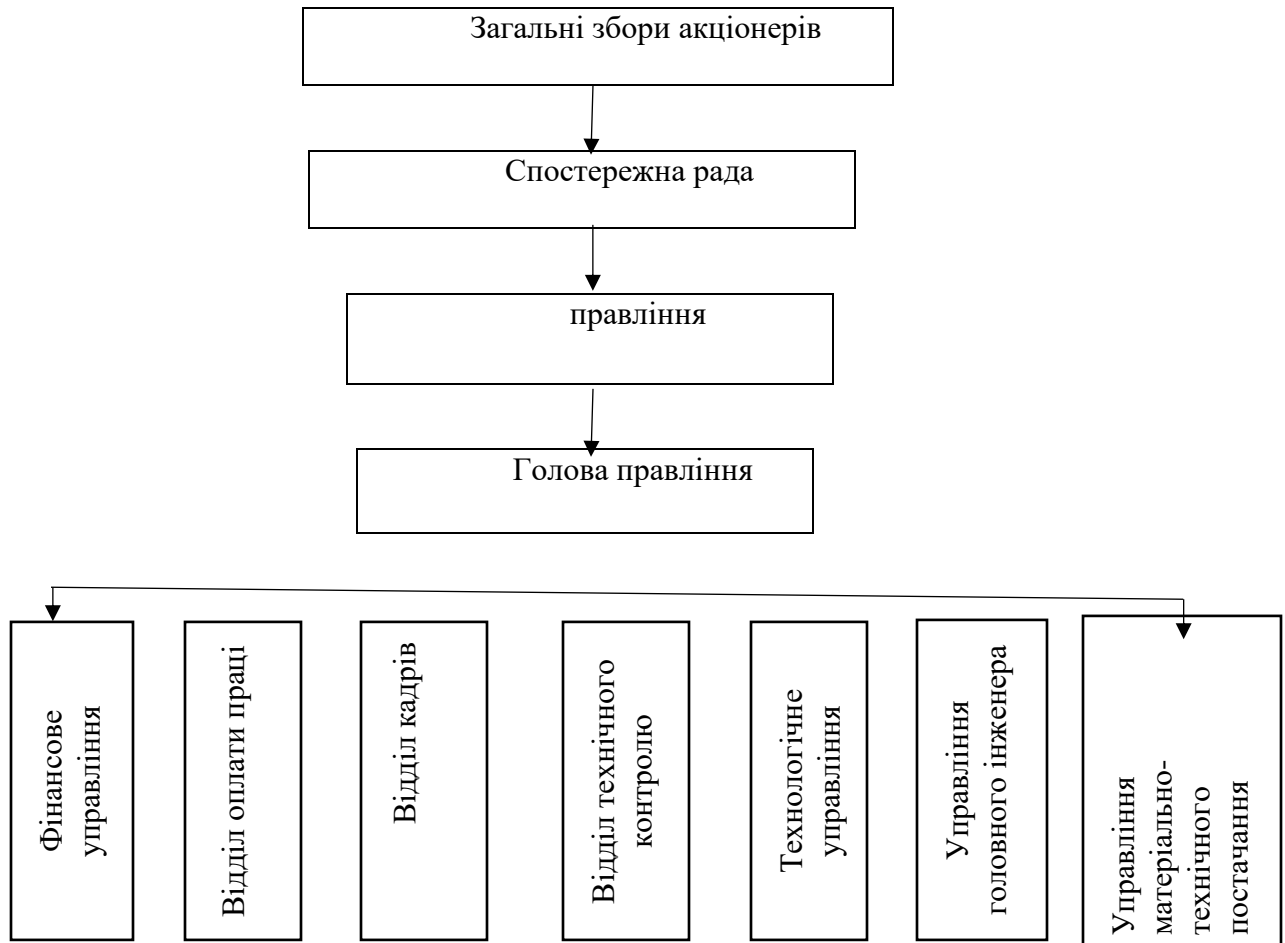 Загальні збори акціонерів
Спостережна рада
правління
Голова правління
Фінансове
управління
Відділ оплати праці
Відділ кадрів
Відділ технічного
контролю
Технологічне
управління
Управління
головного інженера
Управління
матеріально-
технічного
постачання